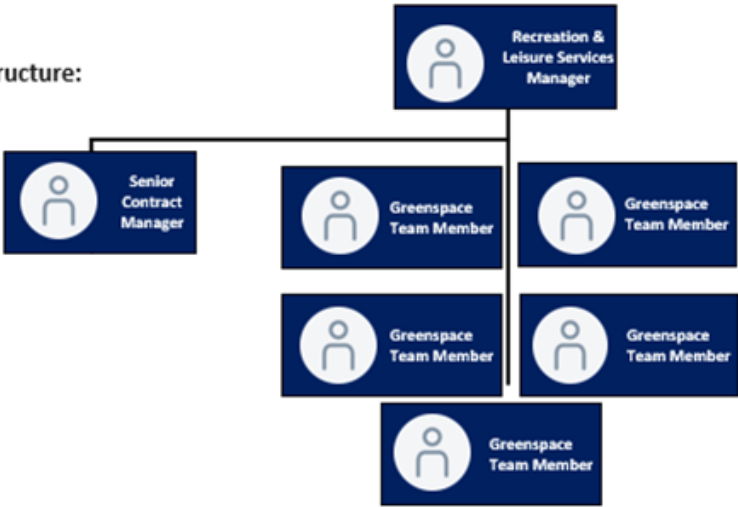 ructure:
Recreation &
Leisure Services
Manager
Senior
Contract
Manager
Greenspace
Team Member
Greenspace
Team Member
Greenspace
Team Member
Greenspace
Team Member
Greenspace
Team Member